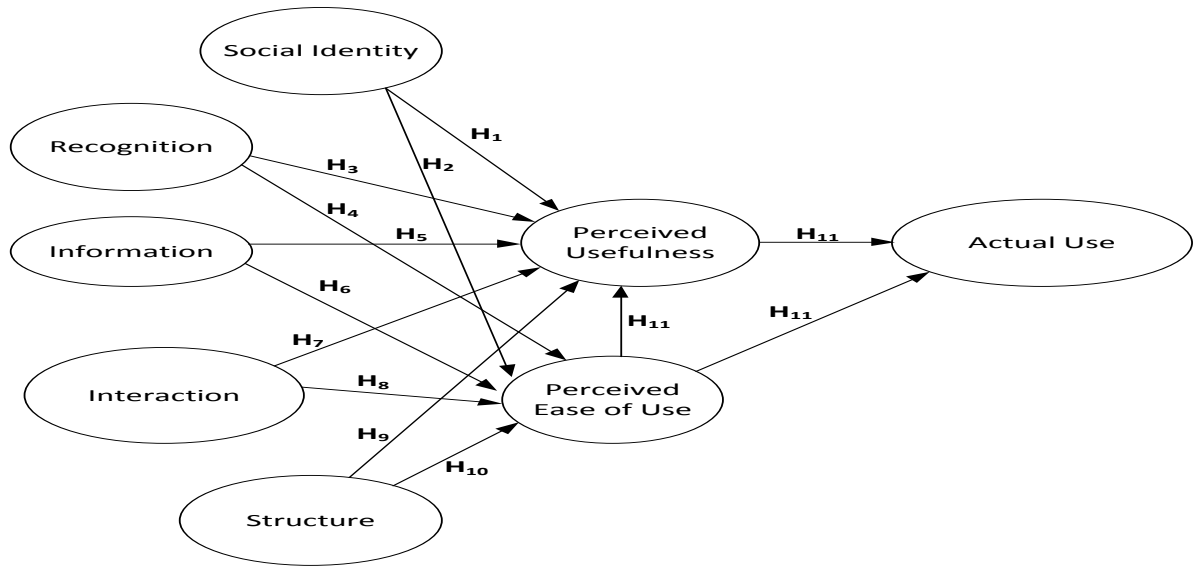 Social Identity
H₁
Recognition
H₃
H₂
H₄
Information
H₅
Perceived
Usefulness
H₁₁
Actual Use
H₆
H₇
H₁₁
H₁₁
Interaction
H₈
Perceived
Ease of Use
H₉
H₁₀
Structure